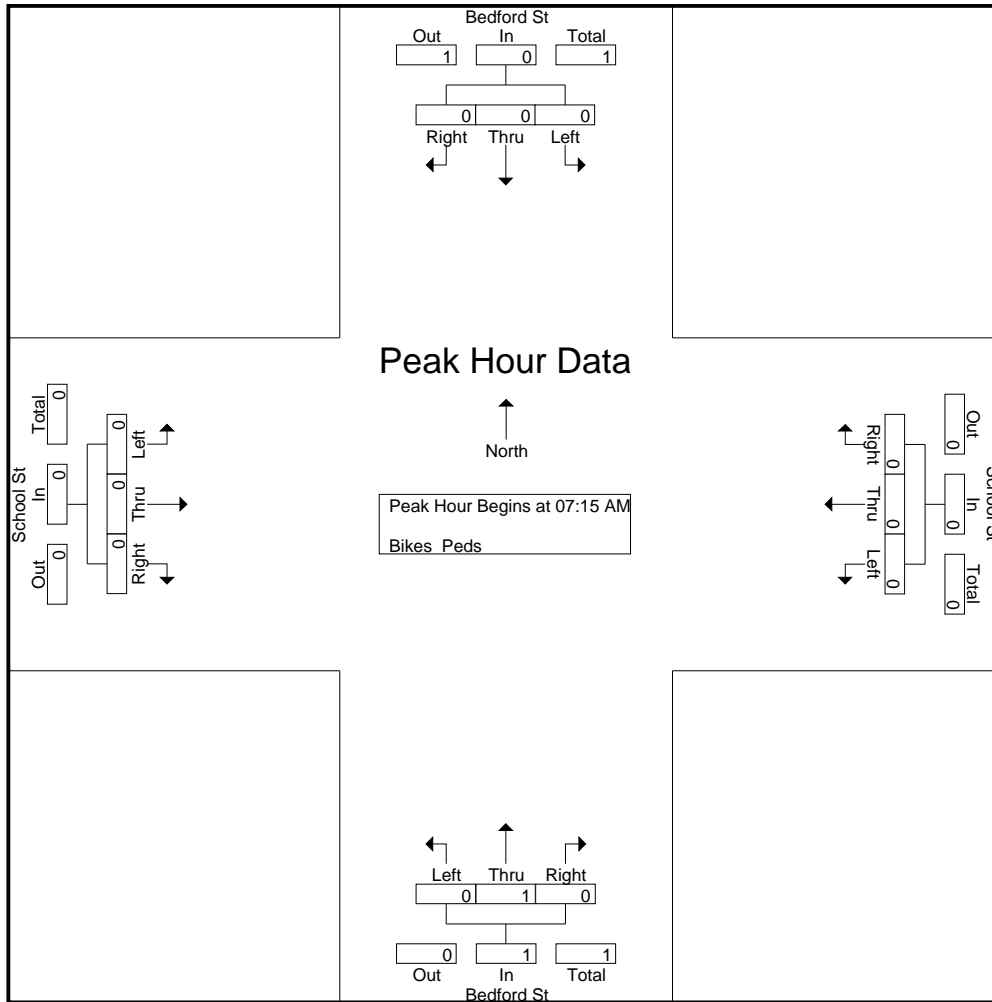 Bedford St
Out In Total
1 0 1
0 0 0
Right Thru Left
Peak Hour Data
North
Peak Hour Begins at 07:15 AM
Bikes Peds
School St
Total In Out
0 0 0
0 0 0
Left Thru Right
Right Thru Left
0 0 0
Out In Total
0 0 0
School St
Left Thru Right
0 1 0
0 1 1
Out In Total
Bedford St